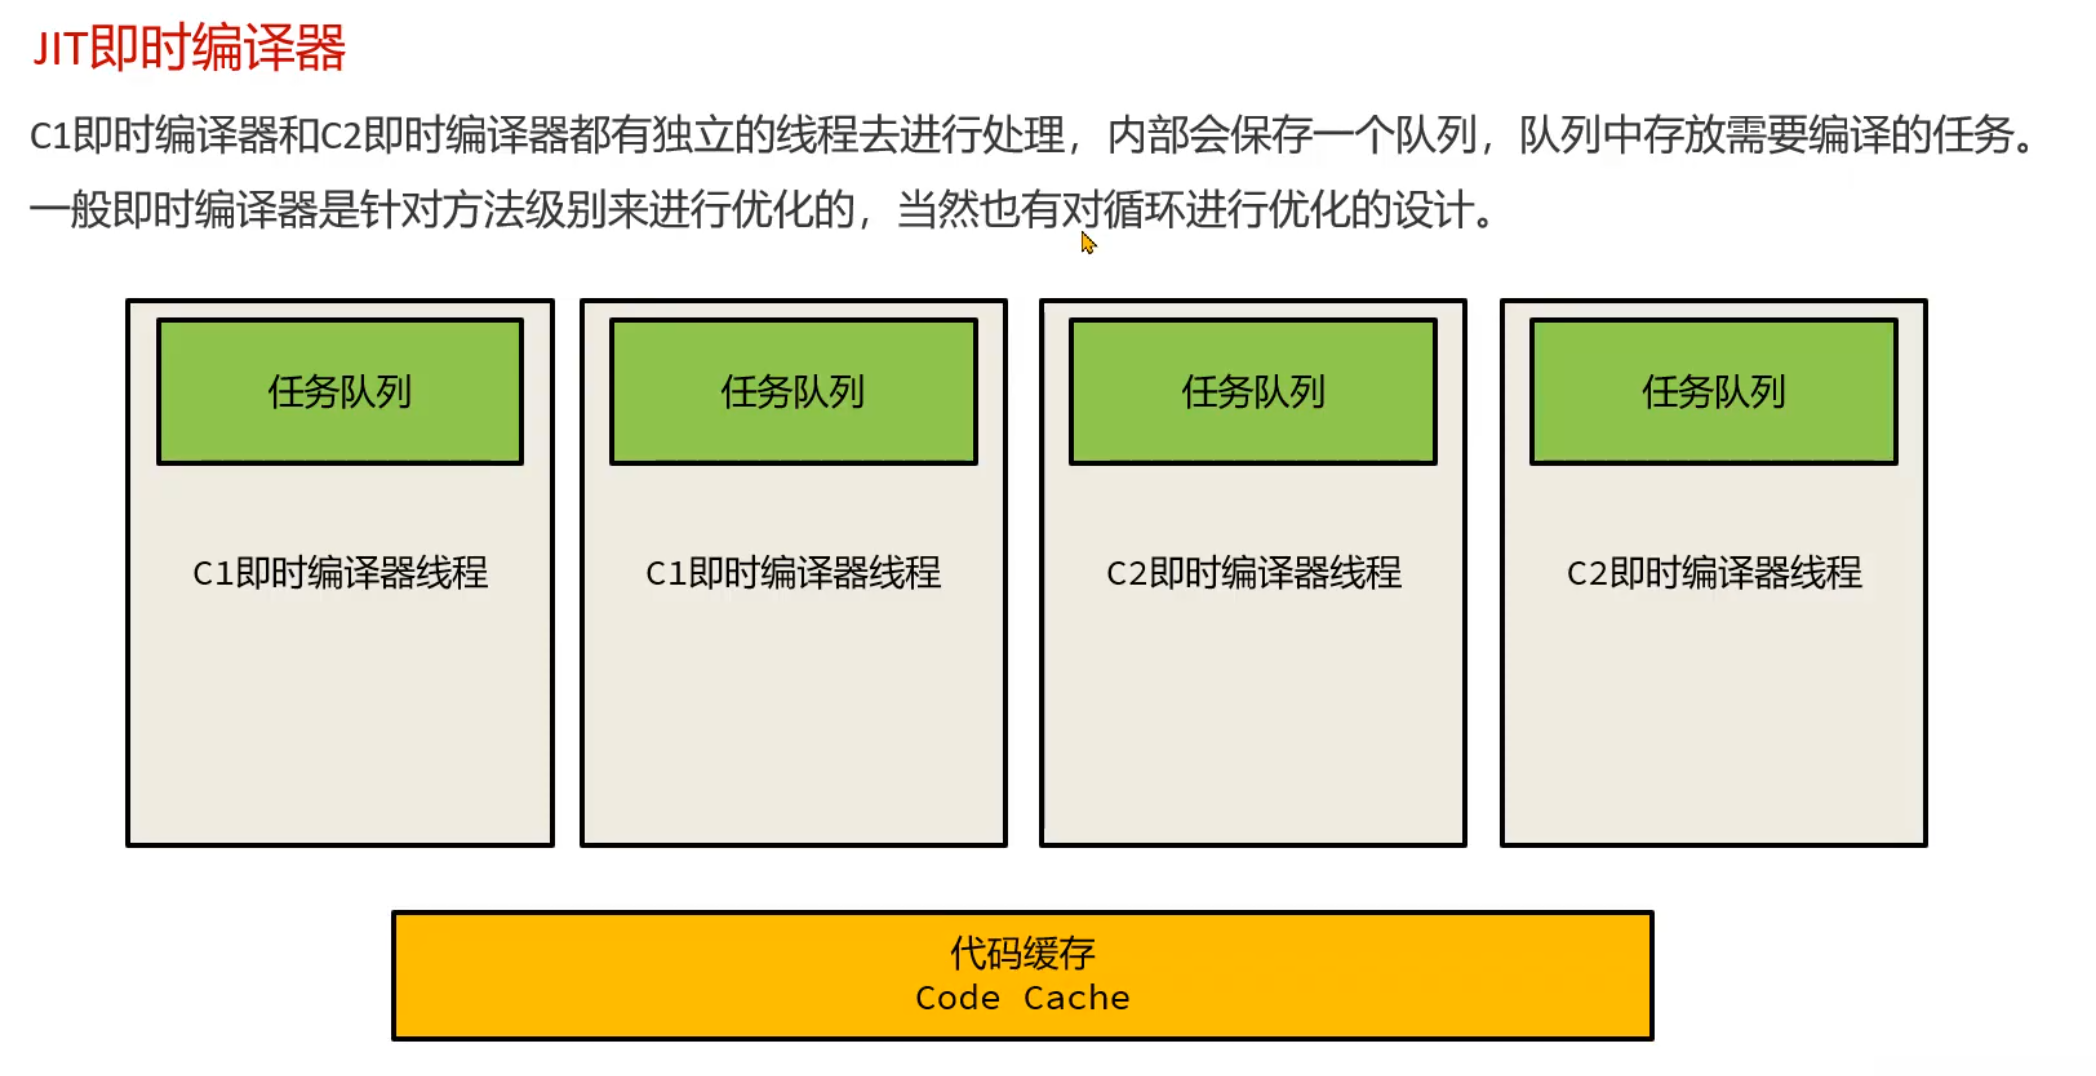 JIT即时编译器
C1即时编译器和C2即时编译器都有独立的线程去进行处理，内部会保存一个队列，队列中存放需要编译的任务。
一般即时编译器是针对方法级别来进行优化的，当然也有对循环进行优化的设计。
任务队列
任务队列
任务队列
任务队列
C1即时编译器线程
C1即时编译器线程
C2即时编译器线程
C2即时编译器线程
代码缓存
Code Cache